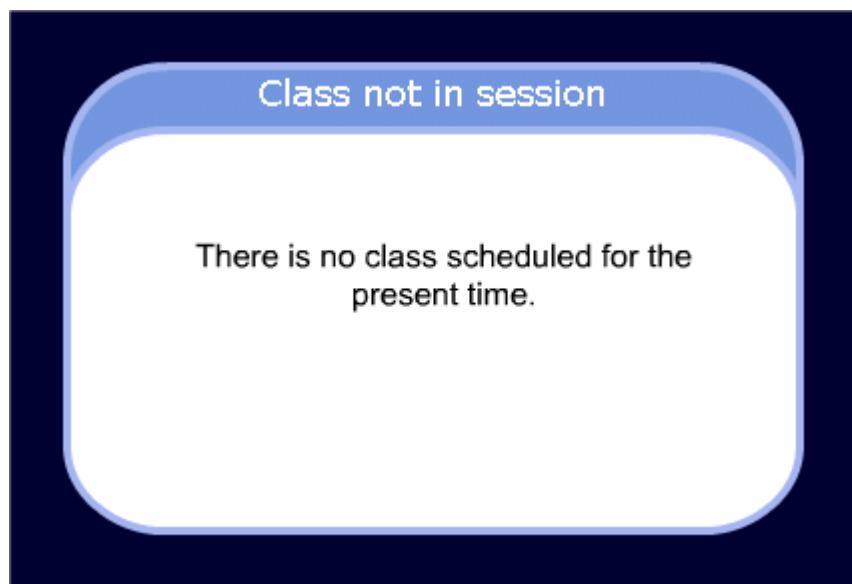 Class not in session
There is no class scheduled for the
present time.